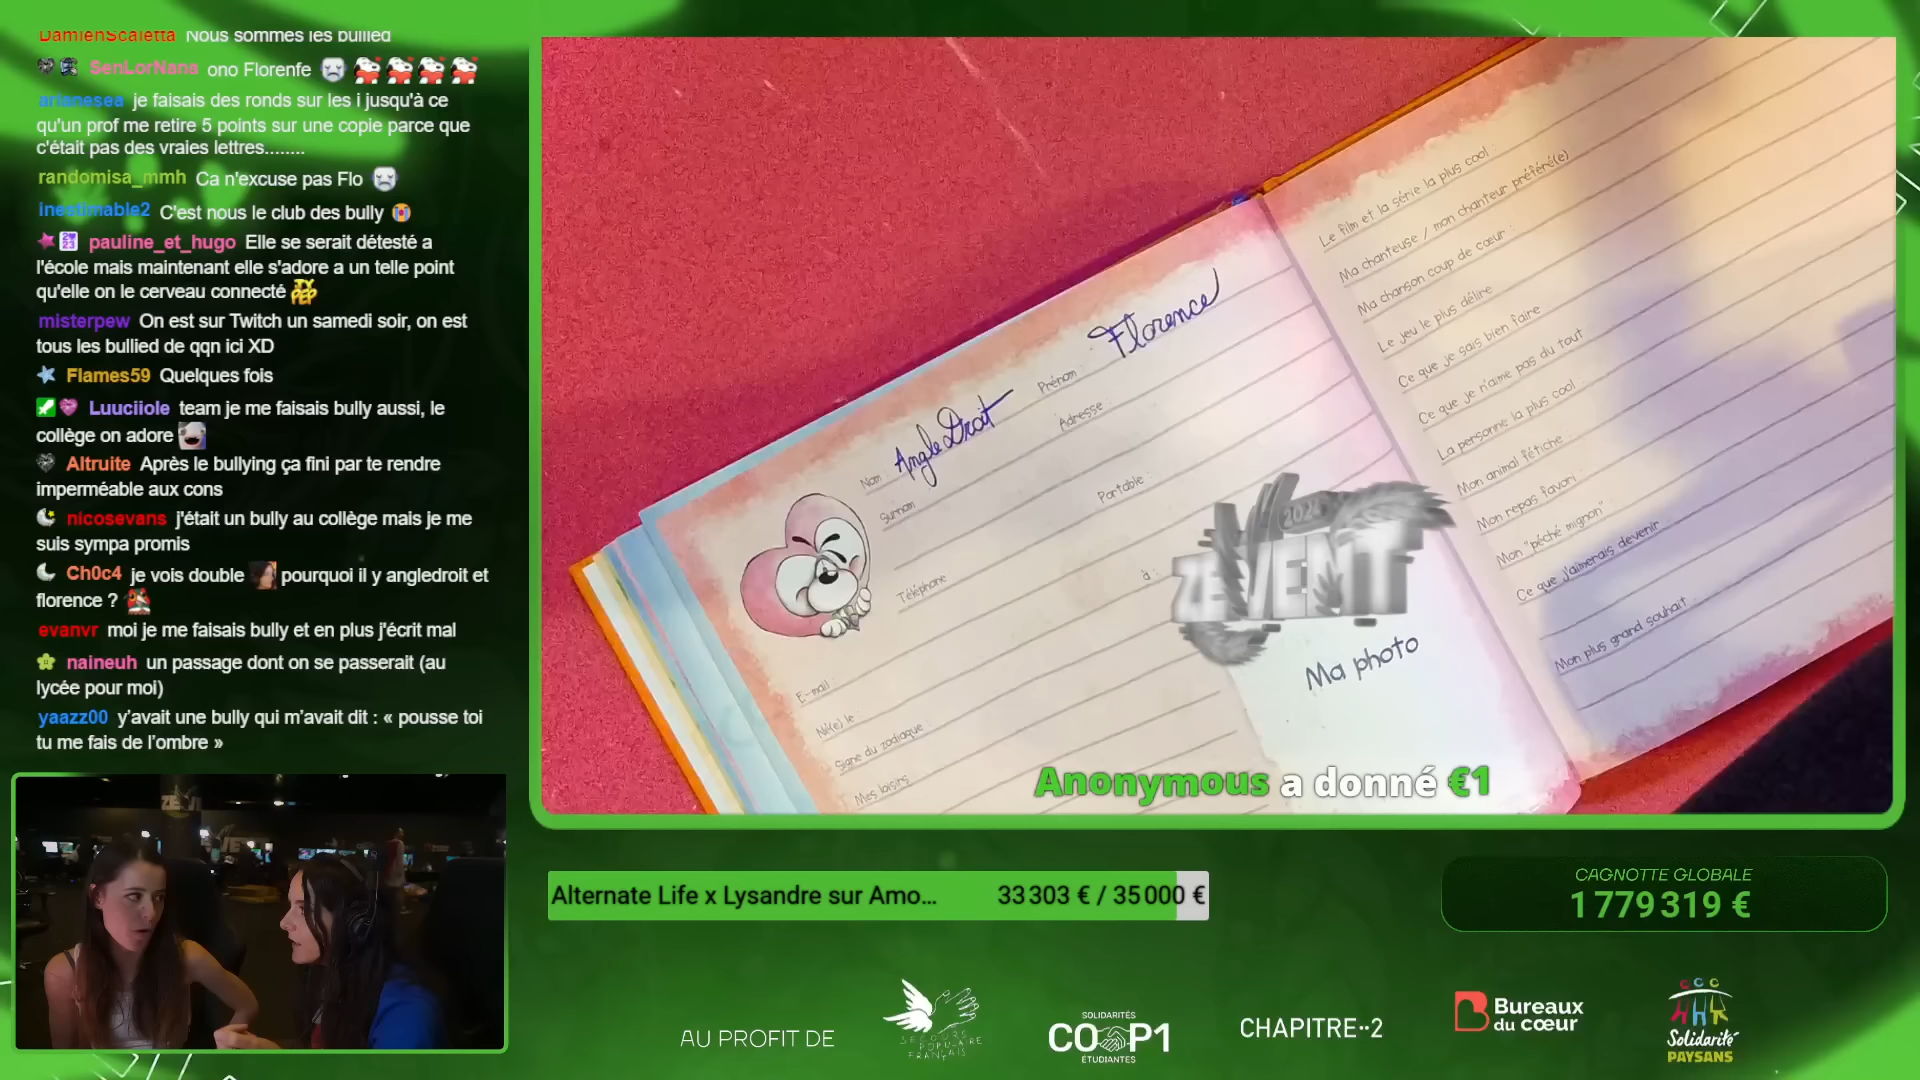 DamienScaletta Nous sommes les bullied
SenLorNana ono Florenfe
arianesea je faisais des ronds sur les i jusqu'à ce
qu'un prof me retire 5 points sur une copie parce que
c'était pas des vraies lettres........
randomisa_mmh Ca n'excuse pas Flo
inestimable2 C'est nous le club des bully
pauline_et_hugo Elle se serait détesté a
l'école mais maintenant elle s'adore a un telle point
qu'elle on le cerveau connecté
misterpew On est sur Twitch un samedi soir, on est
tous les bullied de qqn ici XD
Flames59 Quelques fois
Luuciiole team je me faisais bully aussi, le
collège on adore
Altruite Après le bullying ça fini par te rendre
imperméable aux cons
nicosevans j'était un bully au collège mais je me
suis sympa promis
Ch0c4 je vois double pourquoi il y angledroit et
florence ?
evanvr moi je me faisais bully et en plus j'écrit mal
naineuh un passage dont on se passerait (au
lycée pour moi)
yaazz00 y'avait une bully qui m'avait dit : « pousse toi
tu me fais de l'ombre »
Nom : Angle Droit Prénom : Florence
Surnom : Adresse :
Portable :
Téléphone à :
E-mail :
Né(e) le :
Signe du zodiaque :
Mes loisirs
Ma photo
Le film et la série la plus cool :
Ma chanteuse / mon chanteur préféré(e)
Ma chanson coup de cœur :
Le jeu le plus délire
Ce que je sais bien faire
Ce que je n'aime pas du tout
La personne la plus cool
Mon animal fétiche
Mon repas favori :
Mon "péché mignon"
Ce que j'aimerais devenir
Mon plus grand souhait :
2024
ZEVENT
Anonymous a donné €1
Alternate Life x Lysandre sur Amo... 33 303 € / 35 000 €
CAGNOTTE GLOBALE
1 779 319 €
AU PROFIT DE
SECOURS
POPULAIRE
FRANÇAIS
SOLIDARITÉS
COP1
ÉTUDIANTES
CHAPITRE··2
Bureaux
du cœur
Solidarité
PAYSANS